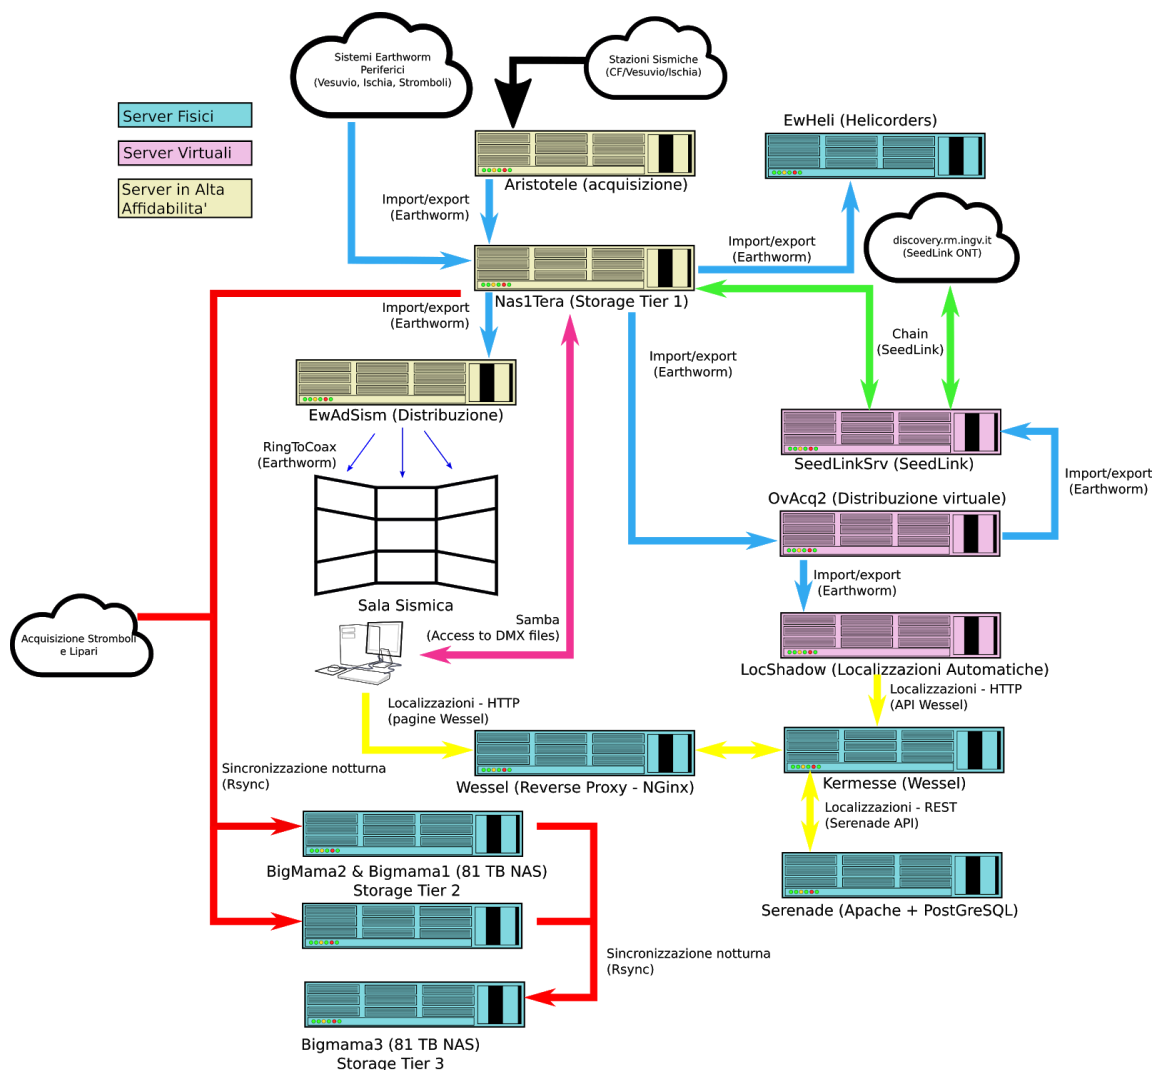 Sistemi Earthworm
Periferici
(Vesuvio, Ischia, Stromboli)
Stazioni Sismiche
(CF/Vesuvio/Ischia)
Server Fisici
Server Virtuali
Server in Alta
Affidabilita'
EwHeli (Helicorders)
Aristotele (acquisizione)
Import/export
(Earthworm)
discovery.rm.ingv.it
(SeedLink ONT)
Import/export
(Earthworm)
Nas1Tera (Storage Tier 1)
Import/export
(Earthworm)
Chain
(SeedLink)
Import/export
(Earthworm)
EwAdSism (Distribuzione)
RingToCoax
(Earthworm)
SeedLinkSrv (SeedLink)
Import/export
(Earthworm)
OvAcq2 (Distribuzione virtuale)
Import/export
(Earthworm)
Sala Sismica
Samba
(Access to DMX files)
Acquisizione Stromboli
e Lipari
LocShadow (Localizzazioni Automatiche)
Localizzazioni - HTTP
(API Wessel)
Localizzazioni - HTTP
(pagine Wessel)
Wessel (Reverse Proxy - NGinx)
Kermesse (Wessel)
Sincronizzazione notturna
(Rsync)
Localizzazioni - REST
(Serenade API)
BigMama2 & Bigmama1 (81 TB NAS)
Storage Tier 2
Serenade (Apache + PostGreSQL)
Sincronizzazione notturna
(Rsync)
Bigmama3 (81 TB NAS)
Storage Tier 3